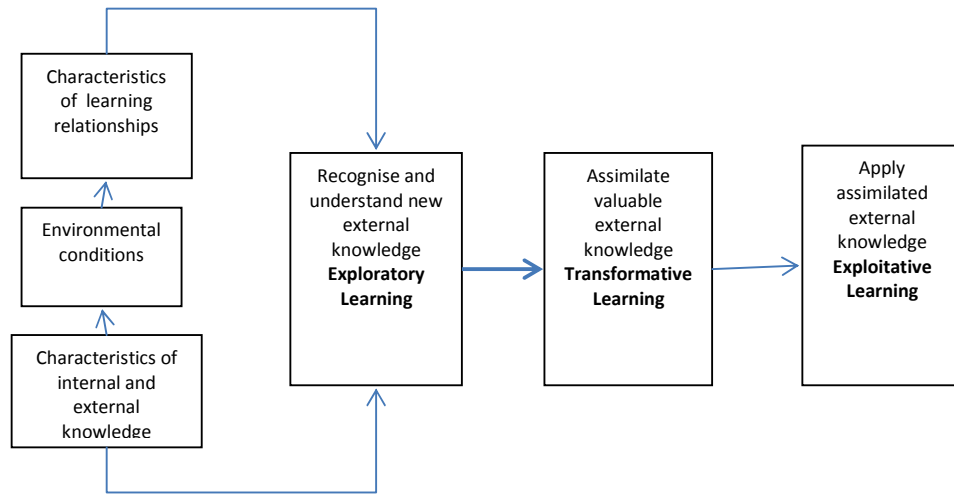 Characteristics
of learning
relationships
Environmental
conditions
Characteristics of
internal and
external
knowledge
Recognise and
understand new
external
knowledge
Exploratory
Learning
Assimilate
valuable
external
knowledge
Transformative
Learning
Apply
assimilated
external
knowledge
Exploitative
Learning